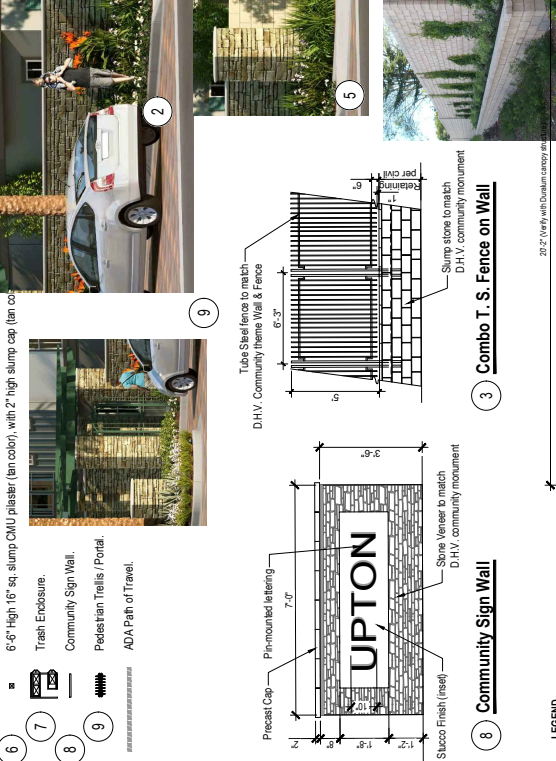 6
6'-6" High 16" sq. slump CMU pilaster (tan color), with 2" high slump cap (tan co
7
Trash Enclosure.
8
Community Sign Wall.
9
Pedestrian Trellis / Portal.
ADA Path of Travel.
2
5
9
Tube Steel fence to match
D.H.V. Community theme Wall & Fence
6'-3"
5'
6"
1"
Retaining
per civil
Slump stone to match
D.H.V. community monument
3 Combo T. S. Fence on Wall
20'-2" (Verify with Duralum canopy struc
Precast Cap
Pin-mounted lettering
7'-0"
3'-6"
2"
8"
1'-8"
1'-2"
10"
UPTON
Stucco Finish (inset)
Stone Veneer to match
D.H.V. community monument
8 Community Sign Wall
LEGEND